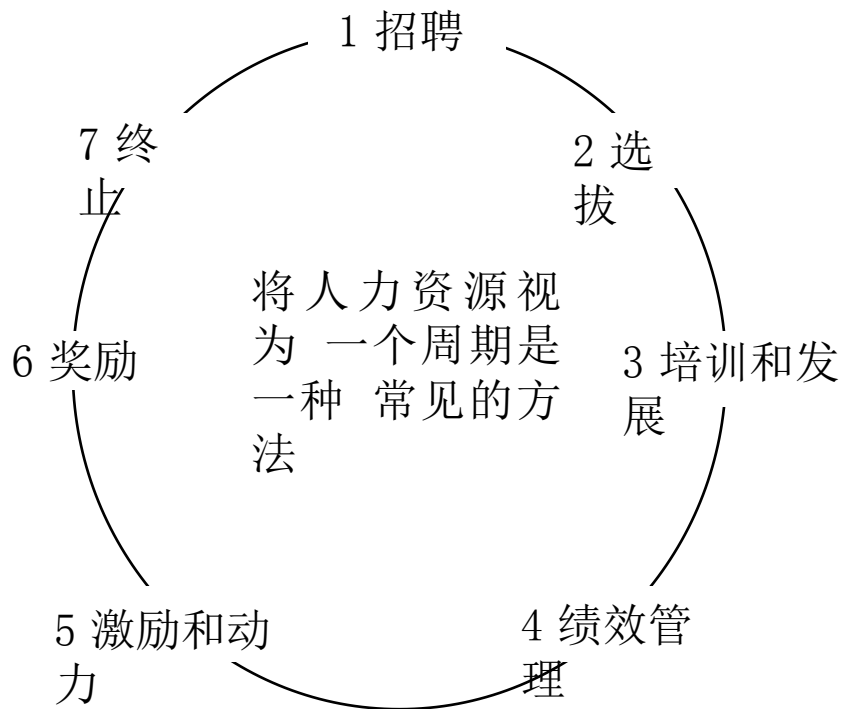 1 招聘
2 选
拔
3 培训和发
展
4 绩效管
理
5 激励和动
力
6 奖励
7 终
止
将人力资源视
为 一个周期是
一种 常见的方
法